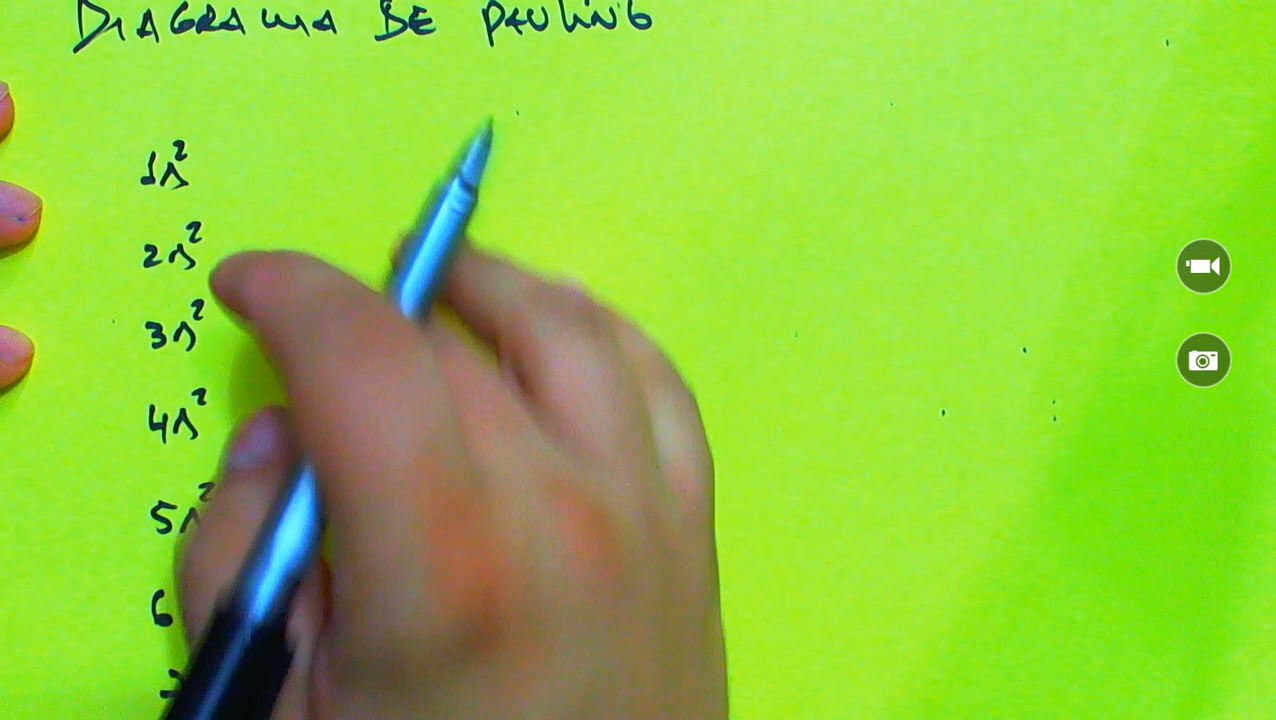 DIAGRAMA DE PAULING
1s²
2s²
3s²
4s²
5s²
6